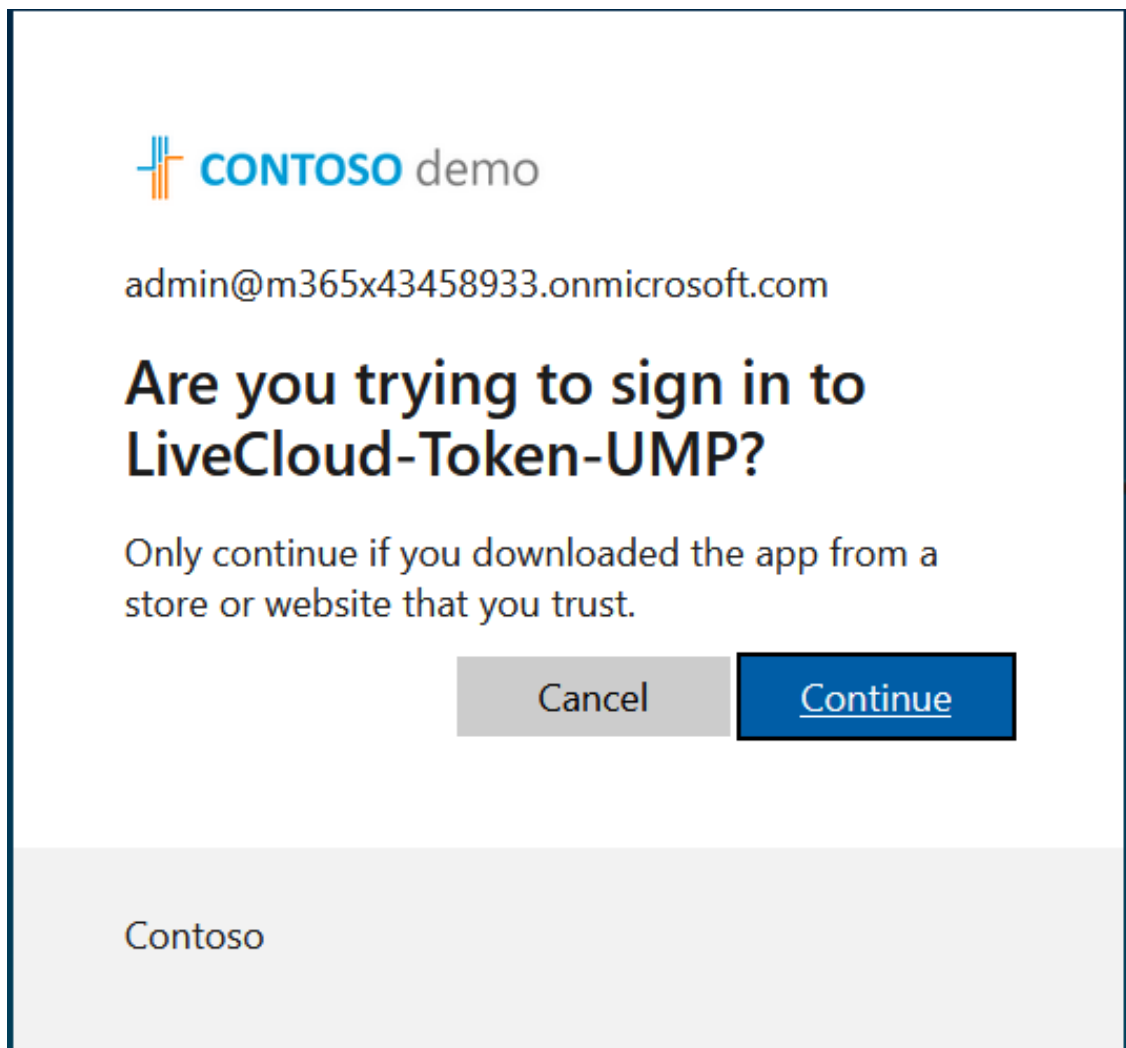 CONTOSO demo
admin@m365x43458933.onmicrosoft.com
Are you trying to sign in to
LiveCloud-Token-UMP?
Only continue if you downloaded the app from a
store or website that you trust.
Cancel Continue
Contoso